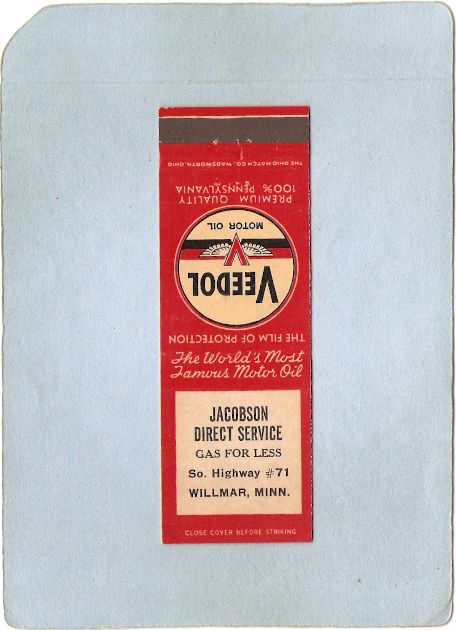 THE OHIO MATCH CO., WADSWORTH, OHIO
PREMIUM QUALITY
100% PENNSYLVANIA
MOTOR OIL
VEEDOL
THE FILM OF PROTECTION
The World's Most
Famous Motor Oil
JACOBSON
DIRECT SERVICE
GAS FOR LESS
So. Highway #71
WILLMAR, MINN.
CLOSE COVER BEFORE STRIKING